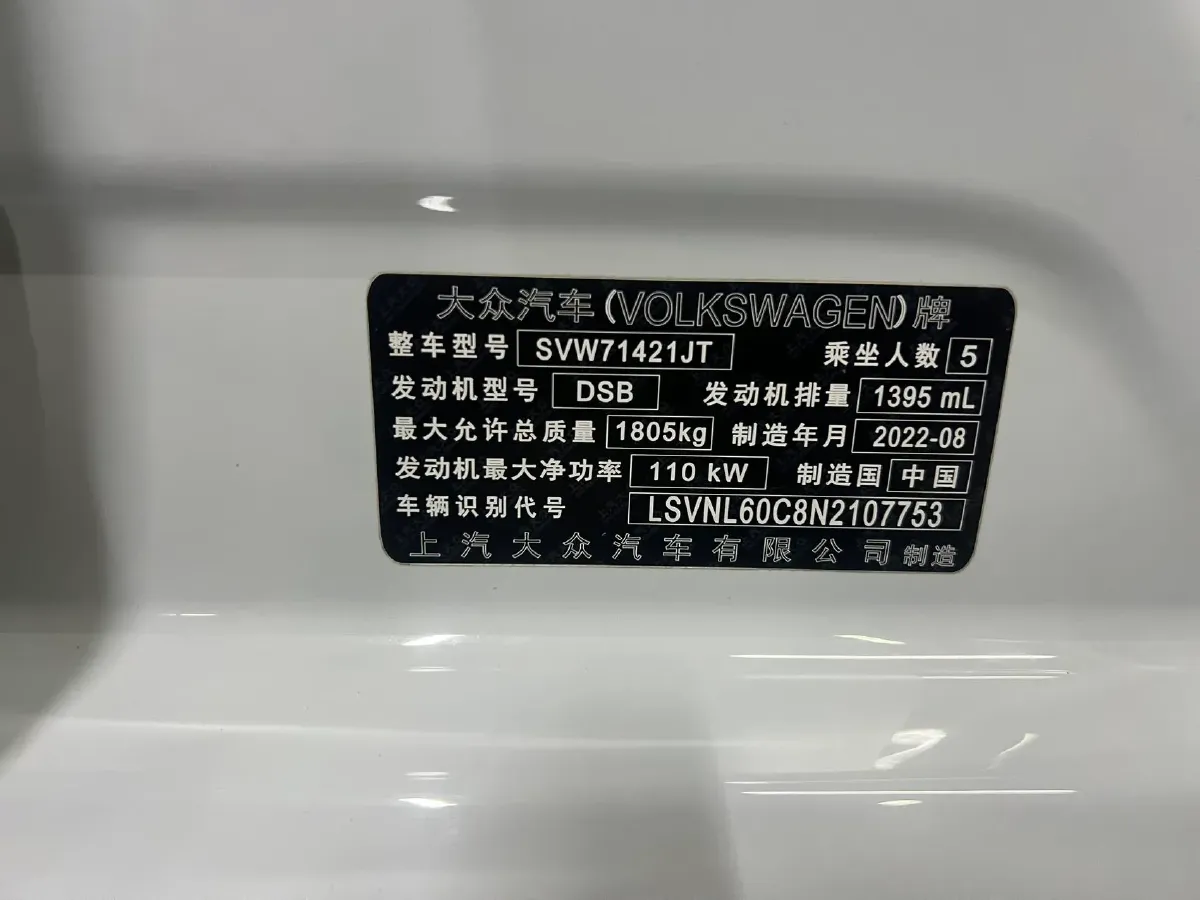 大众汽车(VOLKSWAGEN)牌
整车型号 SVW71421JT 乘坐人数 5
发动机型号 DSB 发动机排量 1395 mL
最大允许总质量 1805kg 制造年月 2022-08
发动机最大净功率 110 kW 制造国 中国
车辆识别代号 LSVNL60C8N2107753
上汽大众汽车有限公司 制造